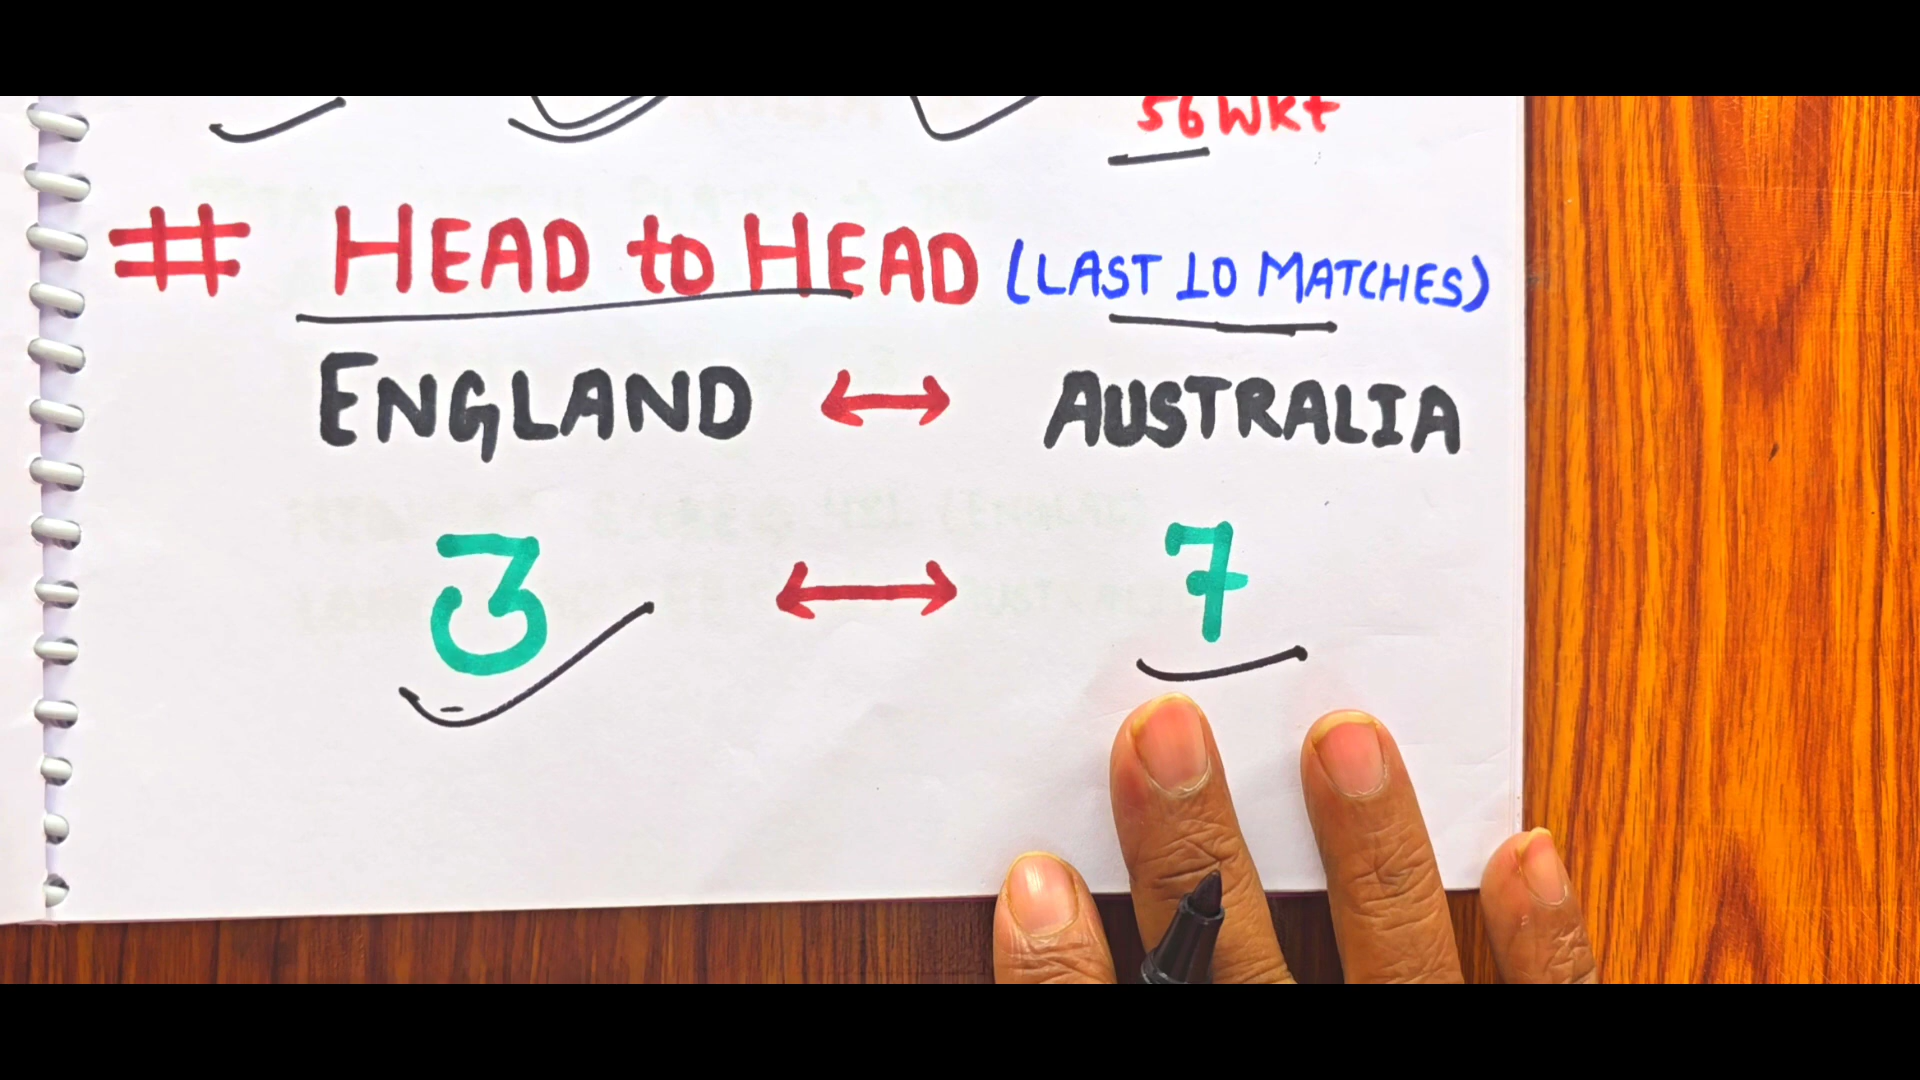 56 Wkt
# HEAD to HEAD (LAST 10 MATCHES)
ENGLAND ↔ AUSTRALIA
3 ↔ 7